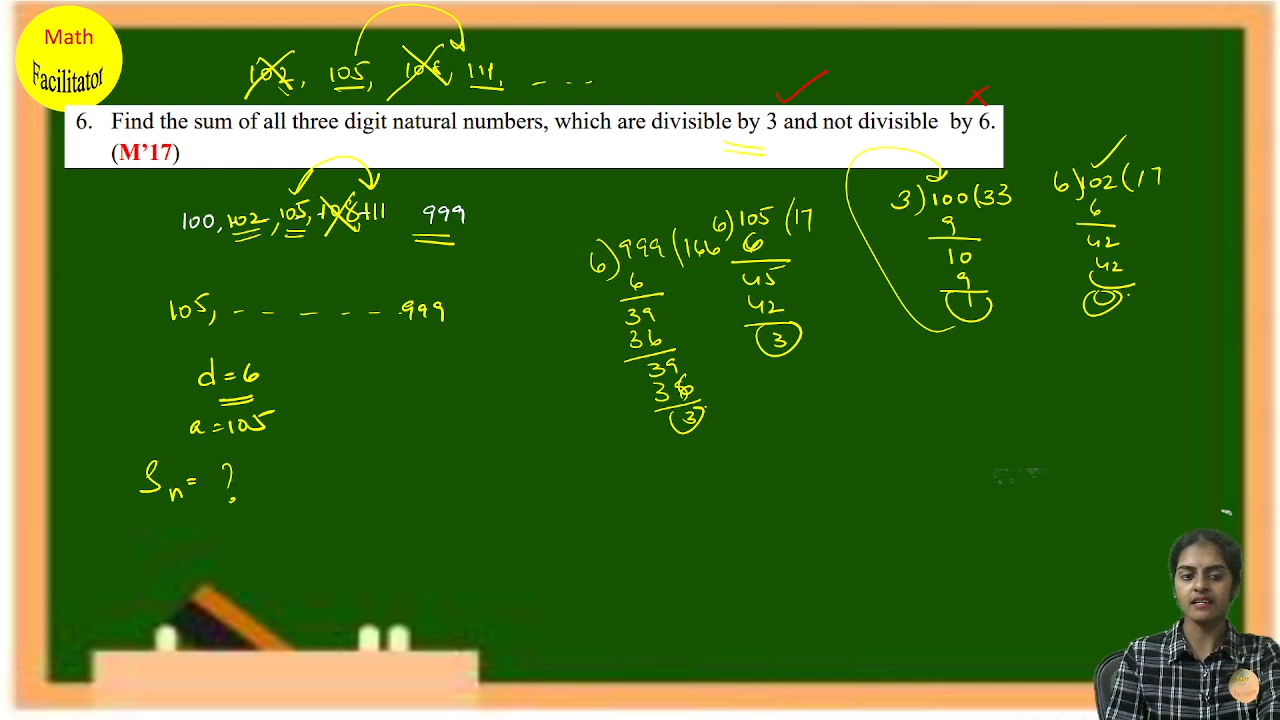 Math
Facilitator
102, 105, 108, 111, - - - -
6. Find the sum of all three digit natural numbers, which are divisible by 3 and not divisible by 6.
(M’17)
100, 102, 105, 108, 111 999
105, - - - - - - 999
d = 6
a = 105
Sn = ?
6)999(166
6
39
36
39
36
3
6)105(17
6
45
42
3
3)100(33
9
10
9
1
6)102(17
6
42
42
0